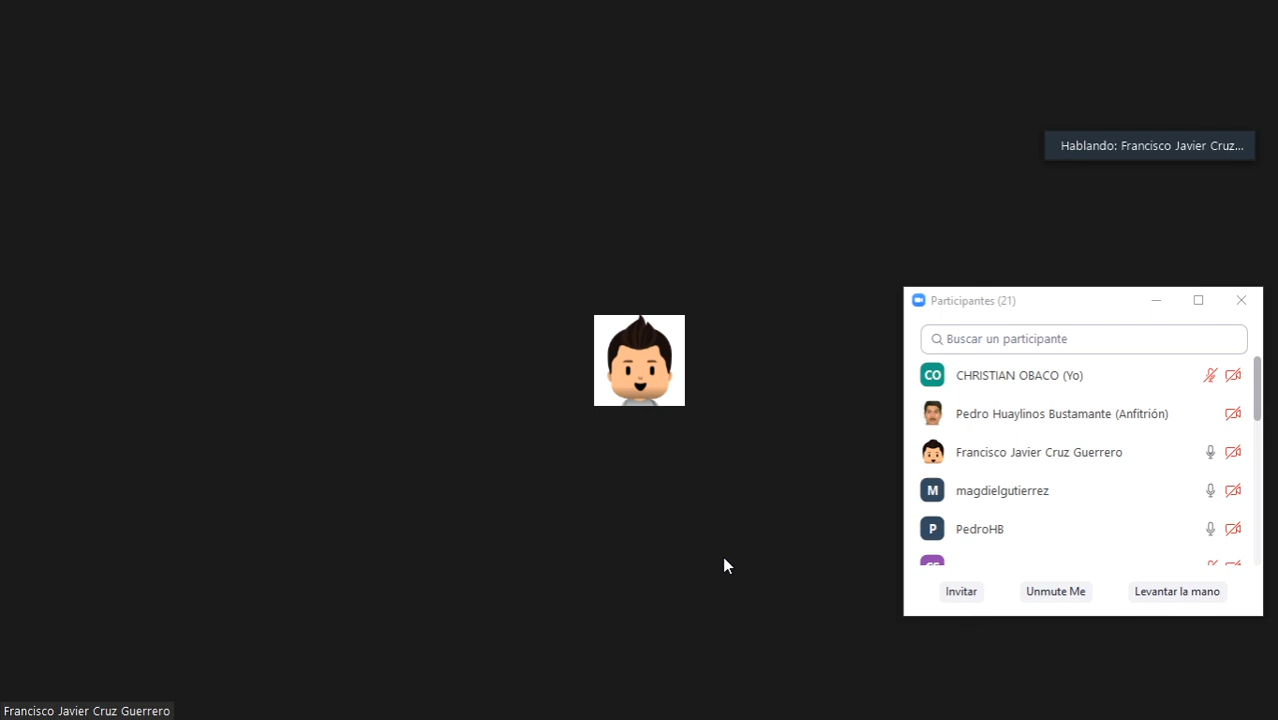 Hablando: Francisco Javier Cruz...
Participantes (21)
Buscar un participante
CO CHRISTIAN OBACO (Yo)
Pedro Huaylinos Bustamante (Anfitrión)
Francisco Javier Cruz Guerrero
M magdielgutierrez
P PedroHB
Invitar Unmute Me Levantar la mano
Francisco Javier Cruz Guerrero